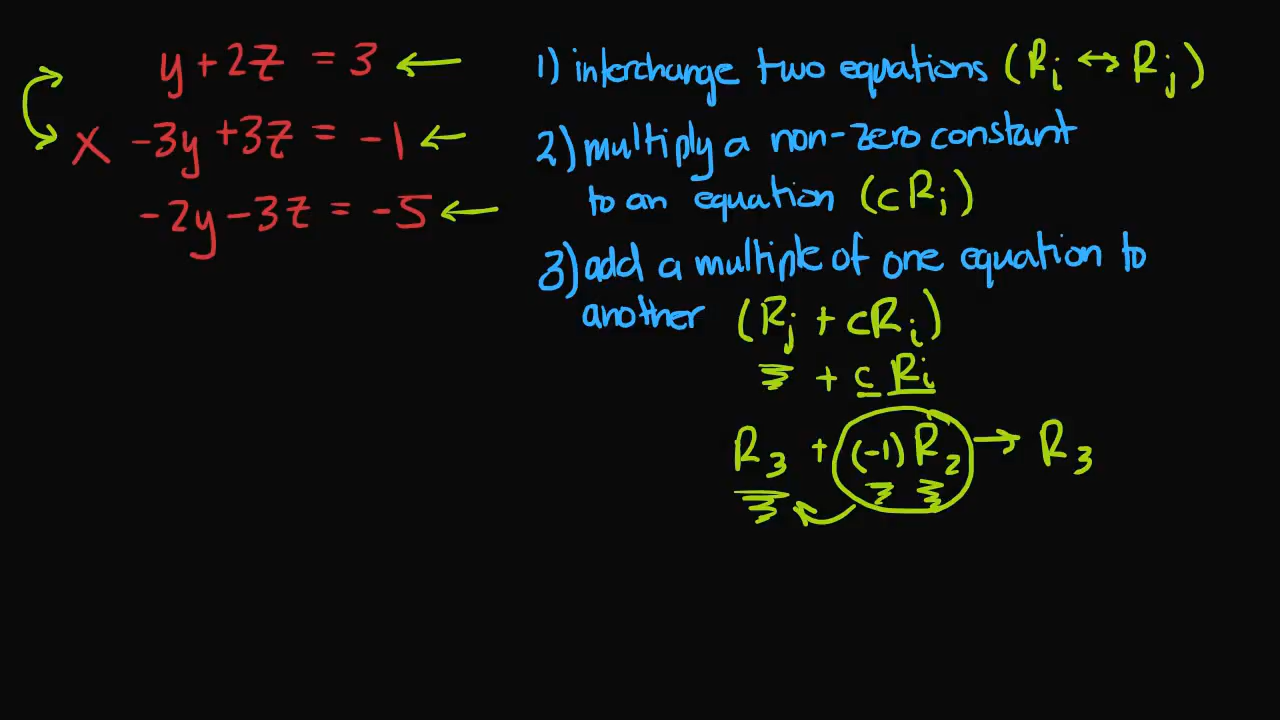 y + 2z = 3 ←
x - 3y + 3z = -1 ←
-2y - 3z = -5 ←
1) interchange two equations (Ri ↔ Rj)
2) multiply a non-zero constant
to an equation (cRi)
3) add a multiple of one equation to
another (Rj + cRi)
+ c Ri
R3 + (-1) R2 → R3